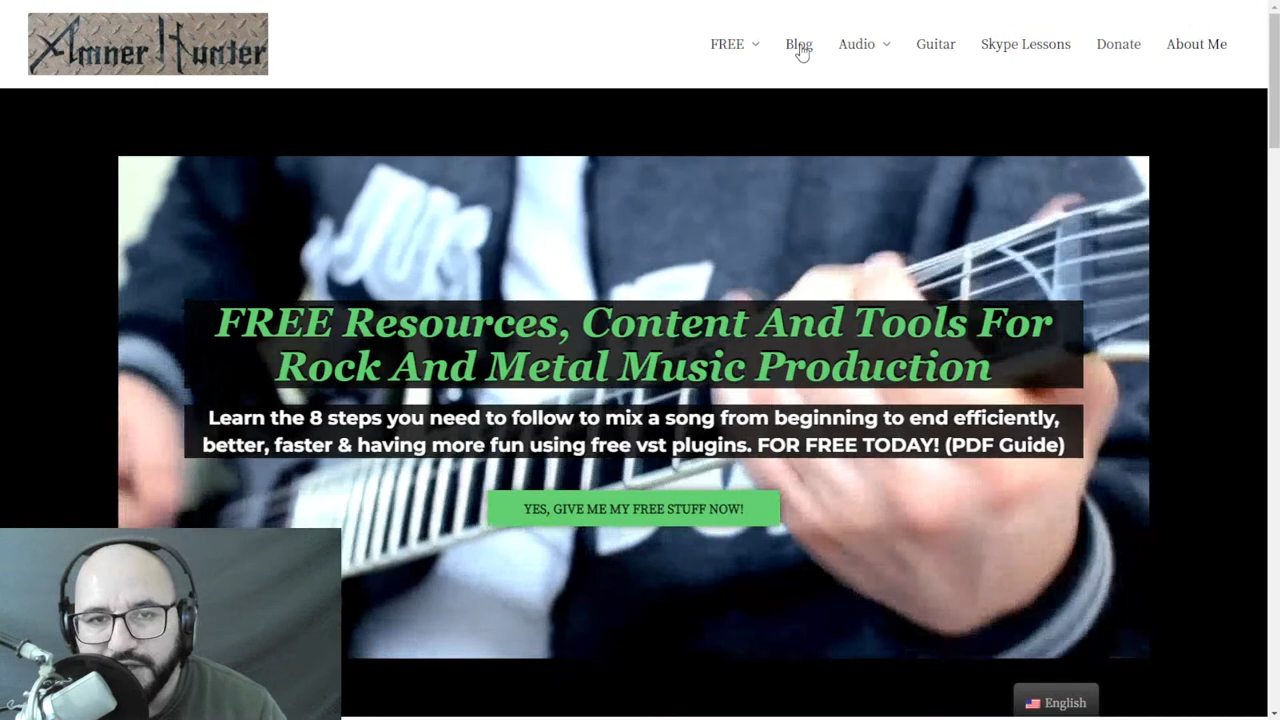 Amner Hunter
FREE Blog Audio Guitar Skype Lessons Donate About Me
FREE Resources, Content And Tools For
Rock And Metal Music Production
Learn the 8 steps you need to follow to mix a song from beginning to end efficiently,
better, faster & having more fun using free vst plugins. FOR FREE TODAY! (PDF Guide)
YES, GIVE ME MY FREE STUFF NOW!
English